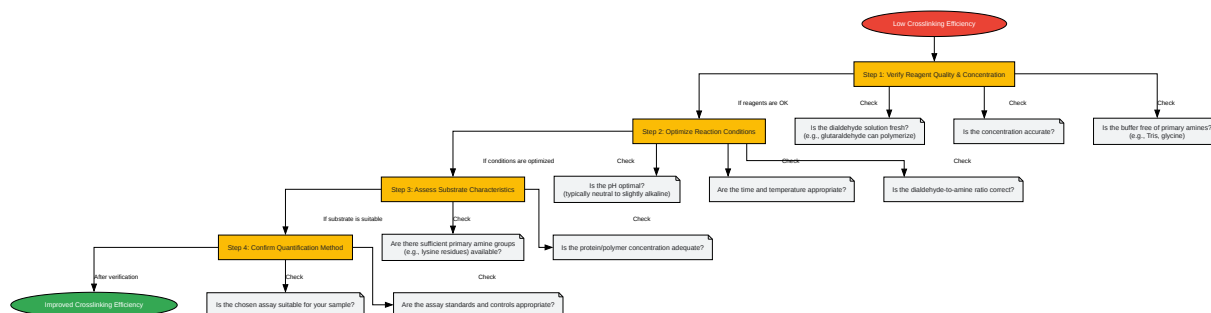 Low Crosslinking Efficiency
Step 1: Verify Reagent Quality & Concentration
If reagents are OK
Check
Check
Check
Step 2: Optimize Reaction Conditions
Is the dialdehyde solution fresh?
(e.g., glutaraldehyde can polymerize)
Is the concentration accurate?
Is the buffer free of primary amines?
(e.g., Tris, glycine)
If conditions are optimized
Check
Check
Check
Step 3: Assess Substrate Characteristics
Is the pH optimal?
(typically neutral to slightly alkaline)
Are the time and temperature appropriate?
Is the dialdehyde-to-amine ratio correct?
If substrate is suitable
Check
Check
Step 4: Confirm Quantification Method
Are there sufficient primary amine groups
(e.g., lysine residues) available?
Is the protein/polymer concentration adequate?
After verification
Check
Check
Improved Crosslinking Efficiency
Is the chosen assay suitable for your sample?
Are the assay standards and controls appropriate?